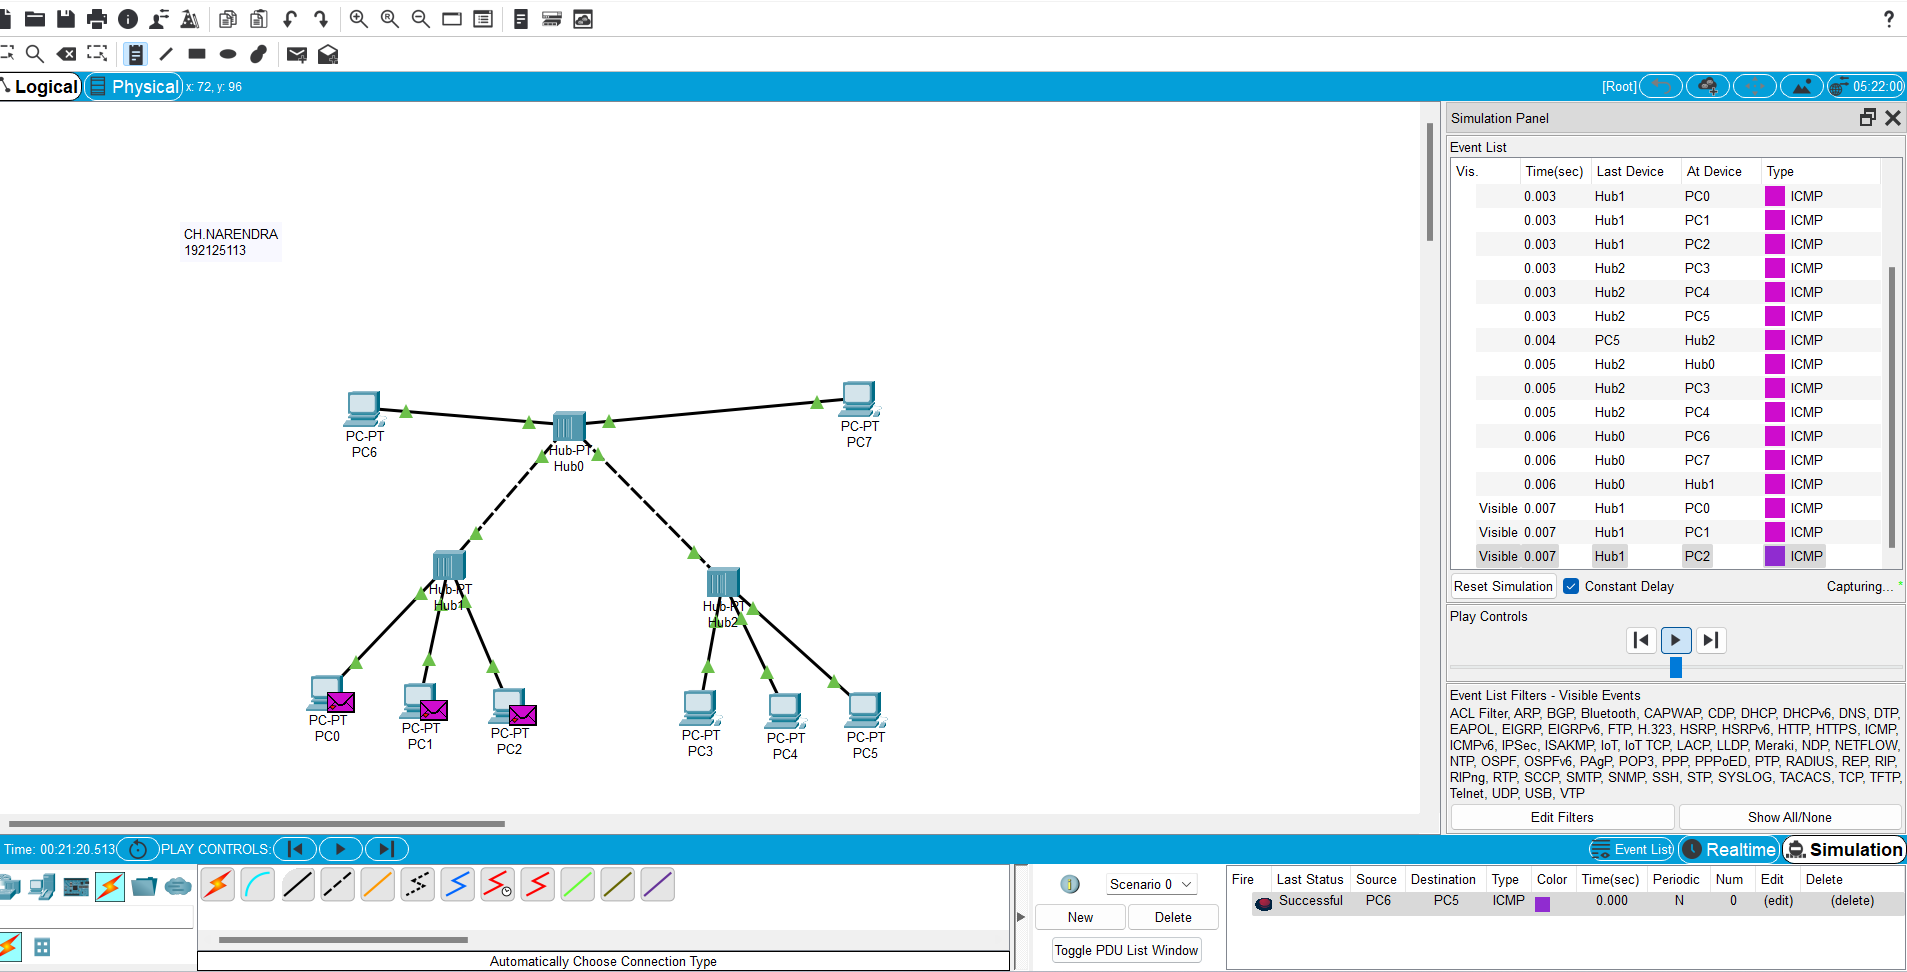 ?
Logical Physical x: 72, y: 96 [Root] 05:22:00
Simulation Panel
Event List
Vis. Time(sec) Last Device At Device Type
0.003 Hub1 PC0 ICMP
0.003 Hub1 PC1 ICMP
0.003 Hub1 PC2 ICMP
0.003 Hub2 PC3 ICMP
0.003 Hub2 PC4 ICMP
0.003 Hub2 PC5 ICMP
0.004 PC5 Hub2 ICMP
0.005 Hub2 Hub0 ICMP
0.005 Hub2 PC3 ICMP
0.005 Hub2 PC4 ICMP
0.006 Hub0 PC6 ICMP
0.006 Hub0 PC7 ICMP
0.006 Hub0 Hub1 ICMP
Visible 0.007 Hub1 PC0 ICMP
Visible 0.007 Hub1 PC1 ICMP
Visible 0.007 Hub1 PC2 ICMP
Reset Simulation Constant Delay Capturing... *
Play Controls
Event List Filters - Visible Events
ACL Filter, ARP, BGP, Bluetooth, CAPWAP, CDP, DHCP, DHCPv6, DNS, DTP,
EAPOL, EIGRP, EIGRPv6, FTP, H.323, HSRP, HSRPv6, HTTP, HTTPS, ICMP,
ICMPv6, IPSec, ISAKMP, IoT, IoT TCP, LACP, LLDP, Meraki, NDP, NETFLOW,
NTP, OSPF, OSPFv6, PAgP, POP3, PPP, PPPoED, PTP, RADIUS, REP, RIP,
RIPng, RTP, SCCP, SMTP, SNMP, SSH, STP, SYSLOG, TACACS, TCP, TFTP,
Telnet, UDP, USB, VTP
Edit Filters Show All/None
CH.NARENDRA
192125113
PC-PT
PC6
Hub-PT
Hub0
PC-PT
PC7
Hub-PT
Hub1
Hub-PT
Hub2
PC-PT
PC0
PC-PT
PC1
PC-PT
PC2
PC-PT
PC3
PC-PT
PC4
PC-PT
PC5
Time: 00:21:20.513 PLAY CONTROLS: Event List Realtime Simulation
Automatically Choose Connection Type
Scenario 0
New Delete
Toggle PDU List Window
Fire Last Status Source Destination Type Color Time(sec) Periodic Num Edit Delete
Successful PC6 PC5 ICMP 0.000 N 0 (edit) (delete)